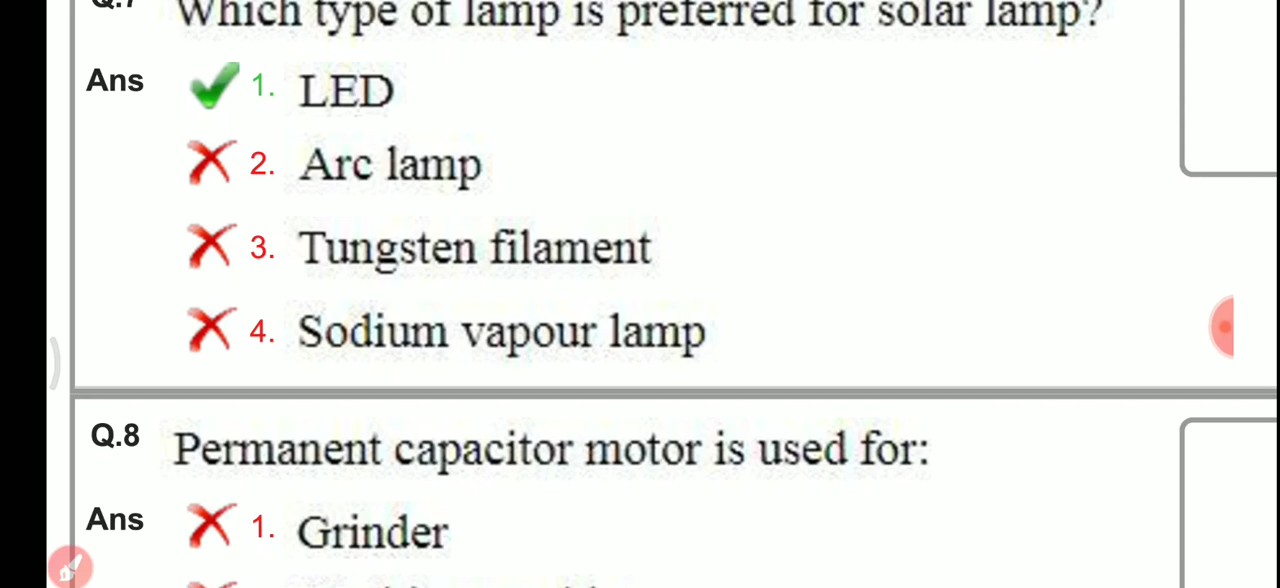 Q.7 Which type of lamp is preferred for solar lamp?
Ans 1. LED
2. Arc lamp
3. Tungsten filament
4. Sodium vapour lamp
Q.8 Permanent capacitor motor is used for:
Ans 1. Grinder